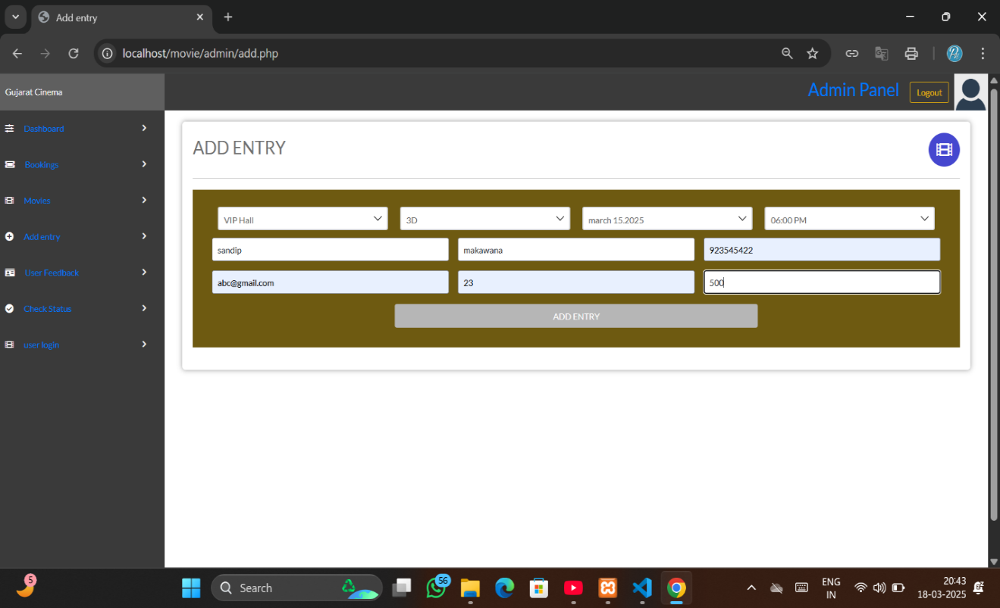 Add entry
localhost/movie/admin/add.php
Gujarat Cinema
Admin Panel
Logout
Dashboard
Bookings
Movies
Add entry
User Feedback
Check Status
user login
ADD ENTRY
VIP Hall
3D
march 15.2025
06:00 PM
sandip
makawana
923545422
abc@gmail.com
23
500
ADD ENTRY
5
Search
56
ENG
IN
20:43
18-03-2025